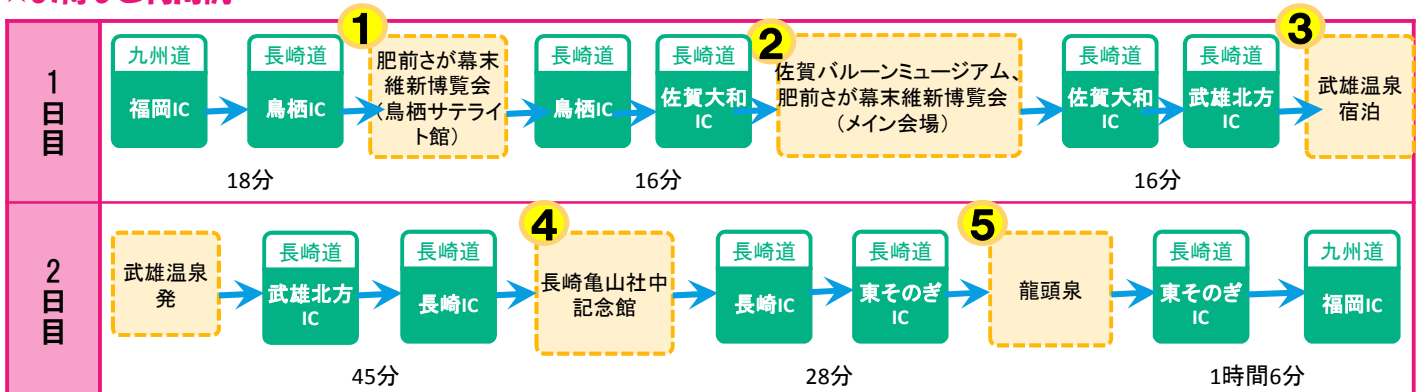 1日目
九州道
福岡IC
長崎道
鳥栖IC
18分
1
肥前さが幕末
維新博覧会
(鳥栖サテライ
ト館)
長崎道
鳥栖IC
長崎道
佐賀大和
IC
16分
2
佐賀バルーンミュージアム、
肥前さが幕末維新博覧会
(メイン会場)
長崎道
佐賀大和
IC
長崎道
武雄北方
IC
16分
3
武雄温泉
宿泊
2日目
武雄温泉
発
長崎道
武雄北方
IC
長崎道
長崎IC
45分
4
長崎亀山社中
記念館
長崎道
長崎IC
長崎道
東そのぎ
IC
28分
5
龍頭泉
長崎道
東そのぎ
IC
九州道
福岡IC
1時間6分